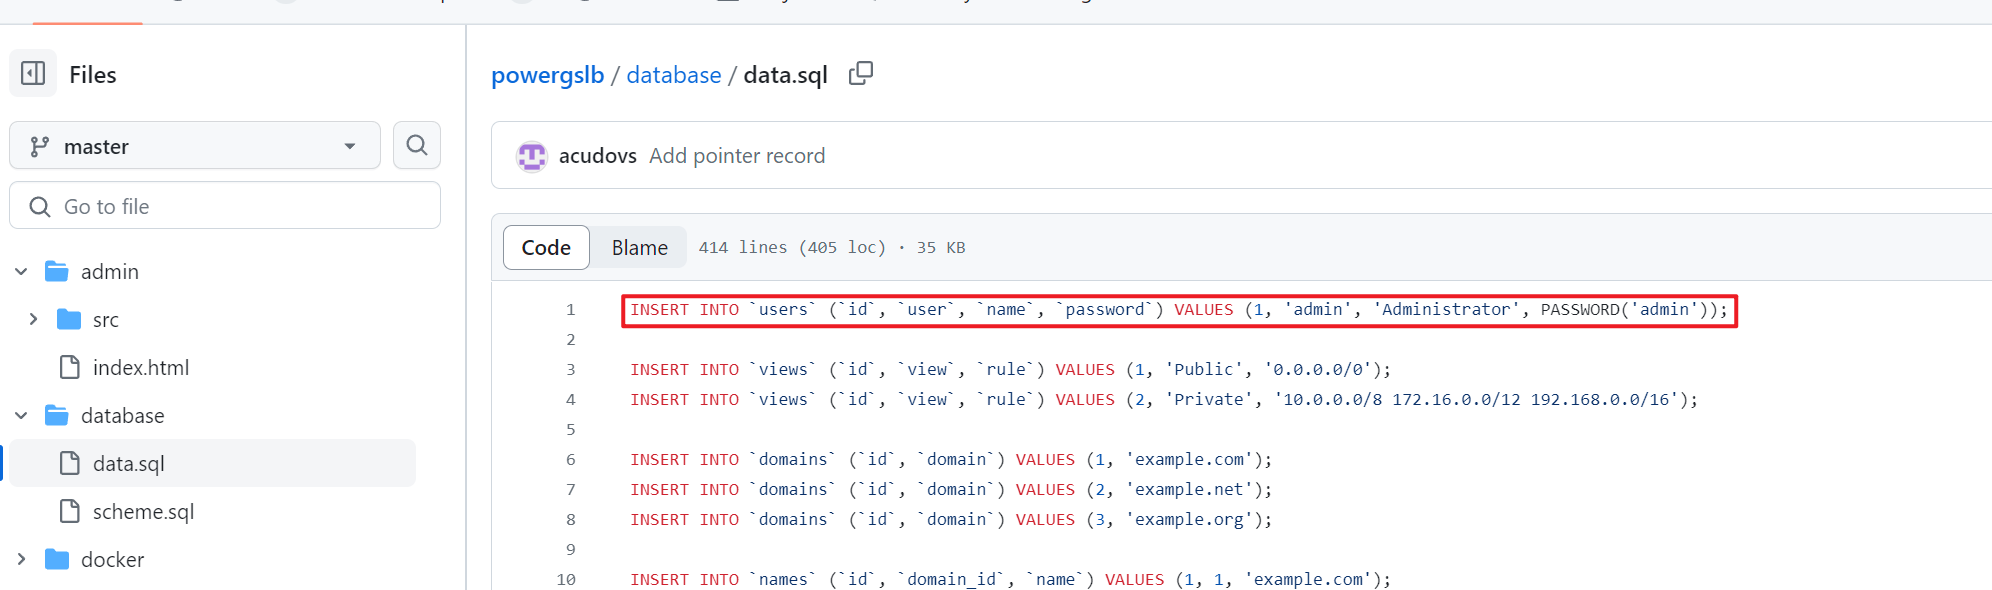 Files
master
Go to file
admin
src
index.html
database
data.sql
scheme.sql
docker
powergslb / database / data.sql
acudovs Add pointer record
Code Blame 414 lines (405 loc) · 35 KB
1 INSERT INTO `users` (`id`, `user`, `name`, `password`) VALUES (1, 'admin', 'Administrator', PASSWORD('admin'));
2
3 INSERT INTO `views` (`id`, `view`, `rule`) VALUES (1, 'Public', '0.0.0.0/0');
4 INSERT INTO `views` (`id`, `view`, `rule`) VALUES (2, 'Private', '10.0.0.0/8 172.16.0.0/12 192.168.0.0/16');
5
6 INSERT INTO `domains` (`id`, `domain`) VALUES (1, 'example.com');
7 INSERT INTO `domains` (`id`, `domain`) VALUES (2, 'example.net');
8 INSERT INTO `domains` (`id`, `domain`) VALUES (3, 'example.org');
9
10 INSERT INTO `names` (`id`, `domain_id`, `name`) VALUES (1, 1, 'example.com');